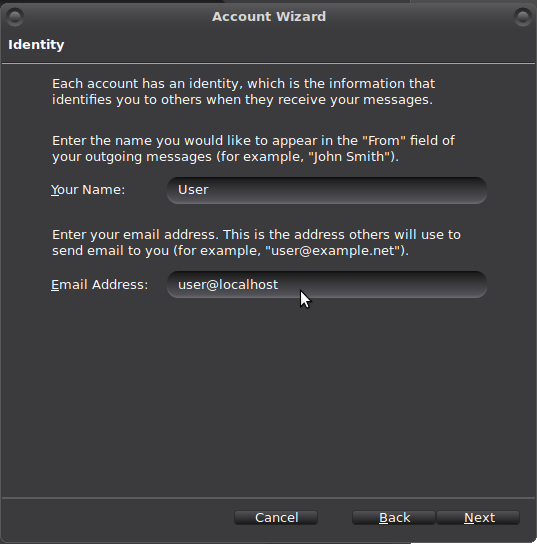 Account Wizard
Identity
Each account has an identity, which is the information that
identifies you to others when they receive your messages.
Enter the name you would like to appear in the "From" field of
your outgoing messages (for example, "John Smith").
Your Name: User
Enter your email address. This is the address others will use to
send email to you (for example, "user@example.net").
Email Address: user@localhost
Cancel Back Next